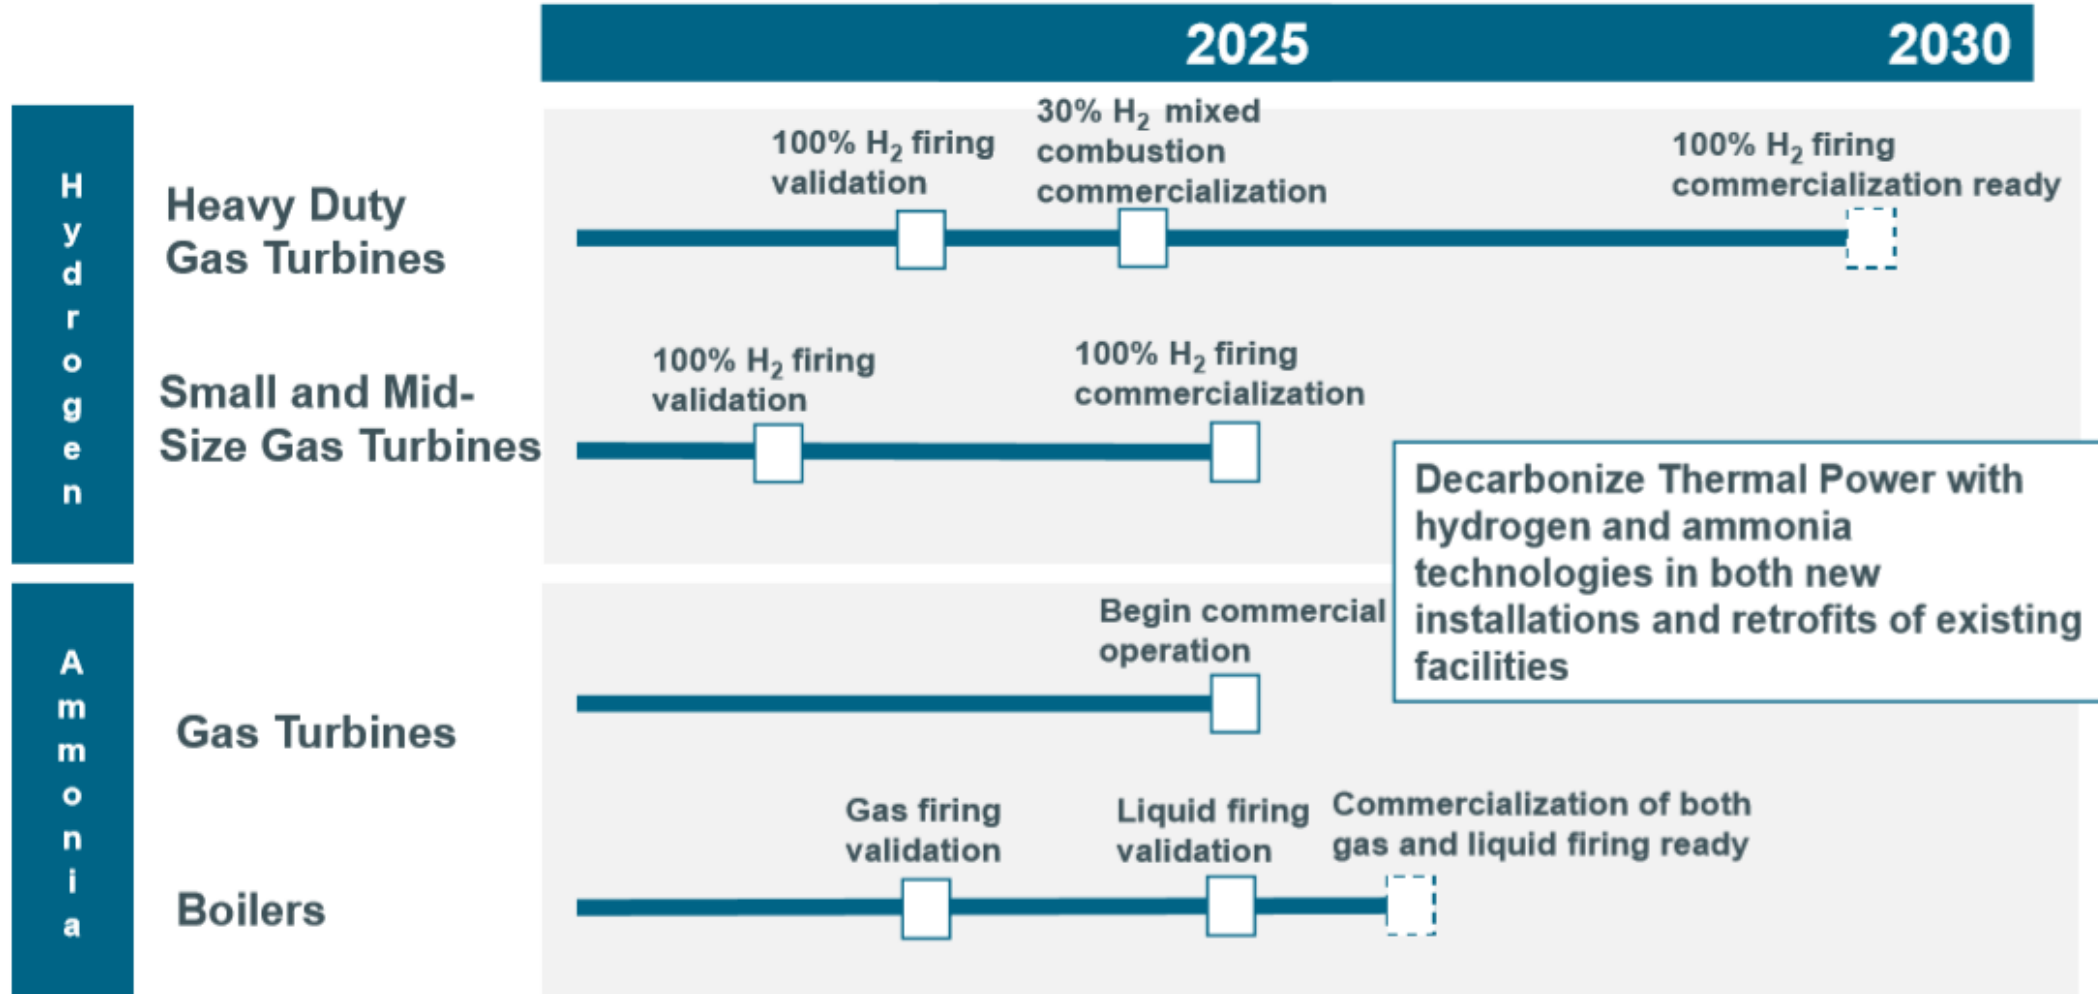 2025 2030
Hydrogen
Heavy Duty
Gas Turbines
100% H₂ firing
validation
30% H₂ mixed
combustion
commercialization
100% H₂ firing
commercialization ready
Small and Mid-
Size Gas Turbines
100% H₂ firing
validation
100% H₂ firing
commercialization
Decarbonize Thermal Power with
hydrogen and ammonia
technologies in both new
installations and retrofits of existing
facilities
Ammonia
Gas Turbines
Begin commercial
operation
Boilers
Gas firing
validation
Liquid firing
validation
Commercialization of both
gas and liquid firing ready